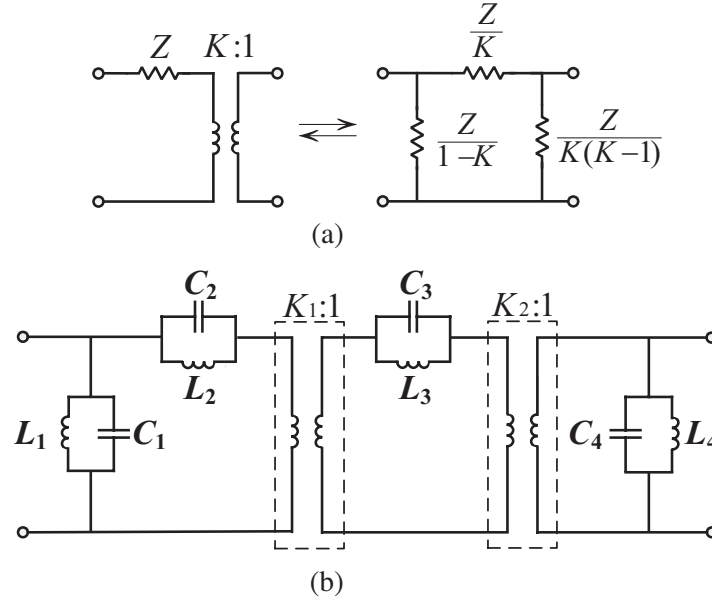 Z K:1 Z/K
Z/(1−K) Z/(K(K−1))
(a)
C₂ K₁:1 C₃ K₂:1
L₁ C₁ L₂ L₃ C₄ L₄
(b)